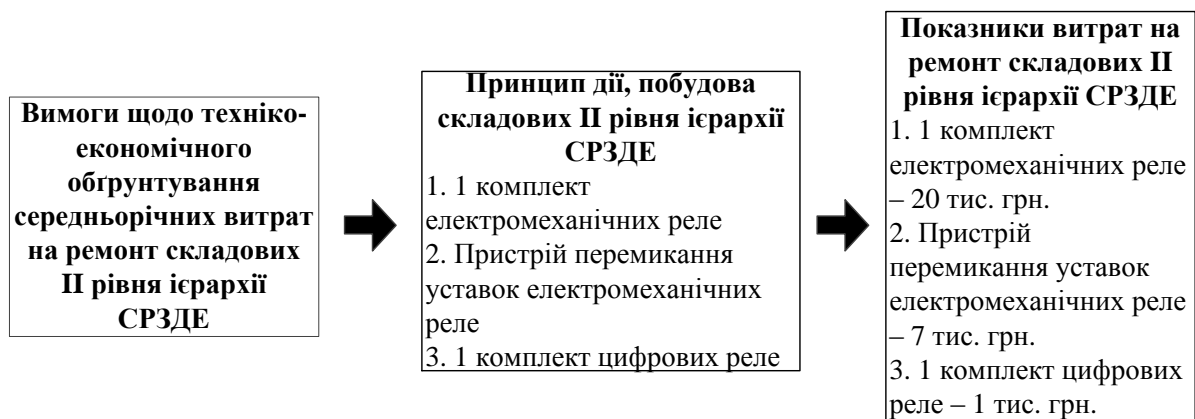 Вимоги щодо техніко-
економічного
обґрунтування
середньорічних витрат
на ремонт складових
ІІ рівня ієрархії
СРЗДЕ
Принцип дії, побудова
складових ІІ рівня ієрархії
СРЗДЕ
1. 1 комплект
електромеханічних реле
2. Пристрій перемикання
уставок електромеханічних
реле
3. 1 комплект цифрових реле
Показники витрат на
ремонт складових ІІ
рівня ієрархії СРЗДЕ
1. 1 комплект
електромеханічних реле
– 20 тис. грн.
2. Пристрій
перемикання уставок
електромеханічних реле
– 7 тис. грн.
3. 1 комплект цифрових
реле – 1 тис. грн.